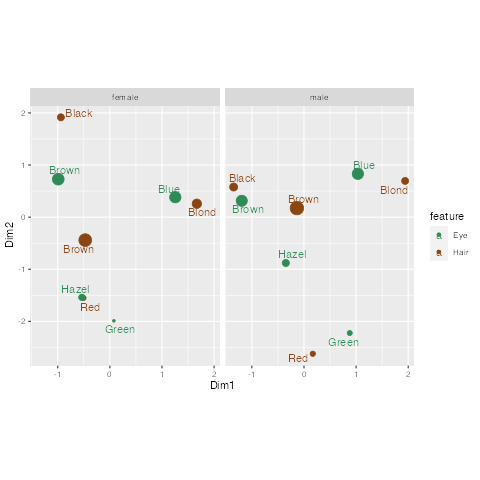 female
male
Dim2
2
1
0
-1
-2
Black
Brown
Blue
Blond
Brown
Hazel
Red
Green
Blue
Black
Blond
Brown
Brown
Hazel
Green
Red
-1
0
1
2
-1
0
1
2
Dim1
feature
a Eye
a Hair